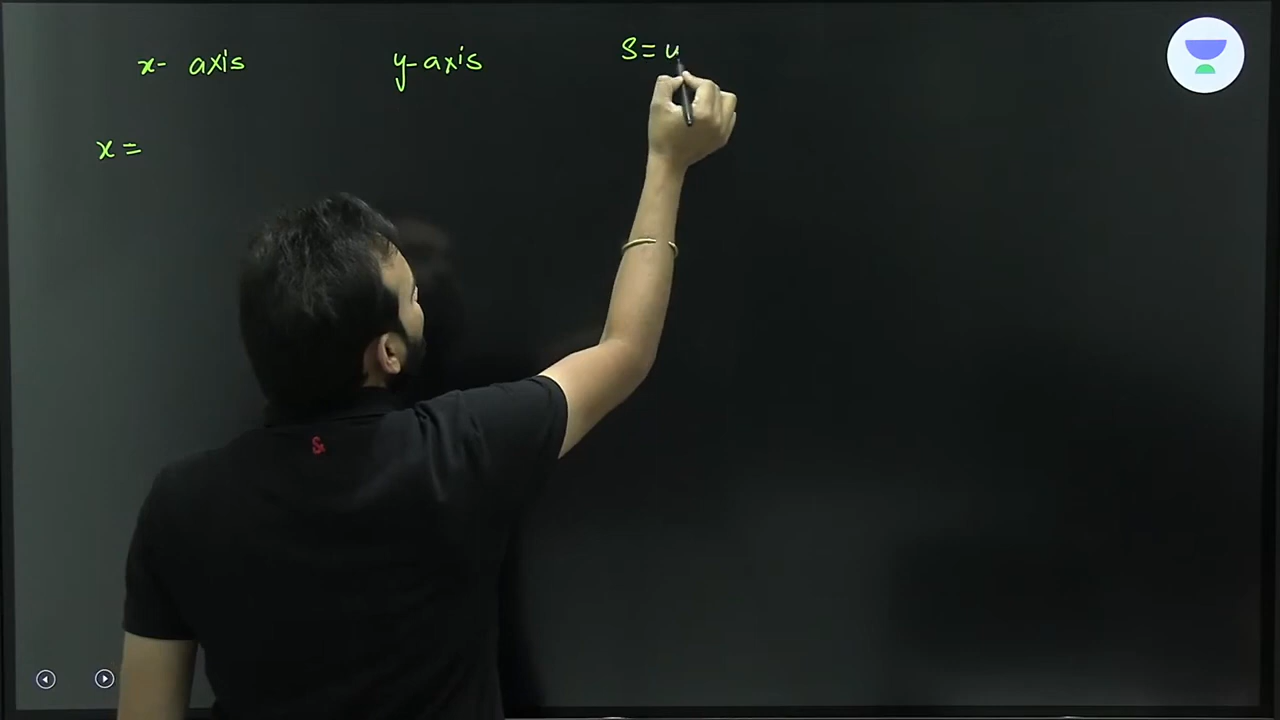 x- axis y-axis S=u
x =